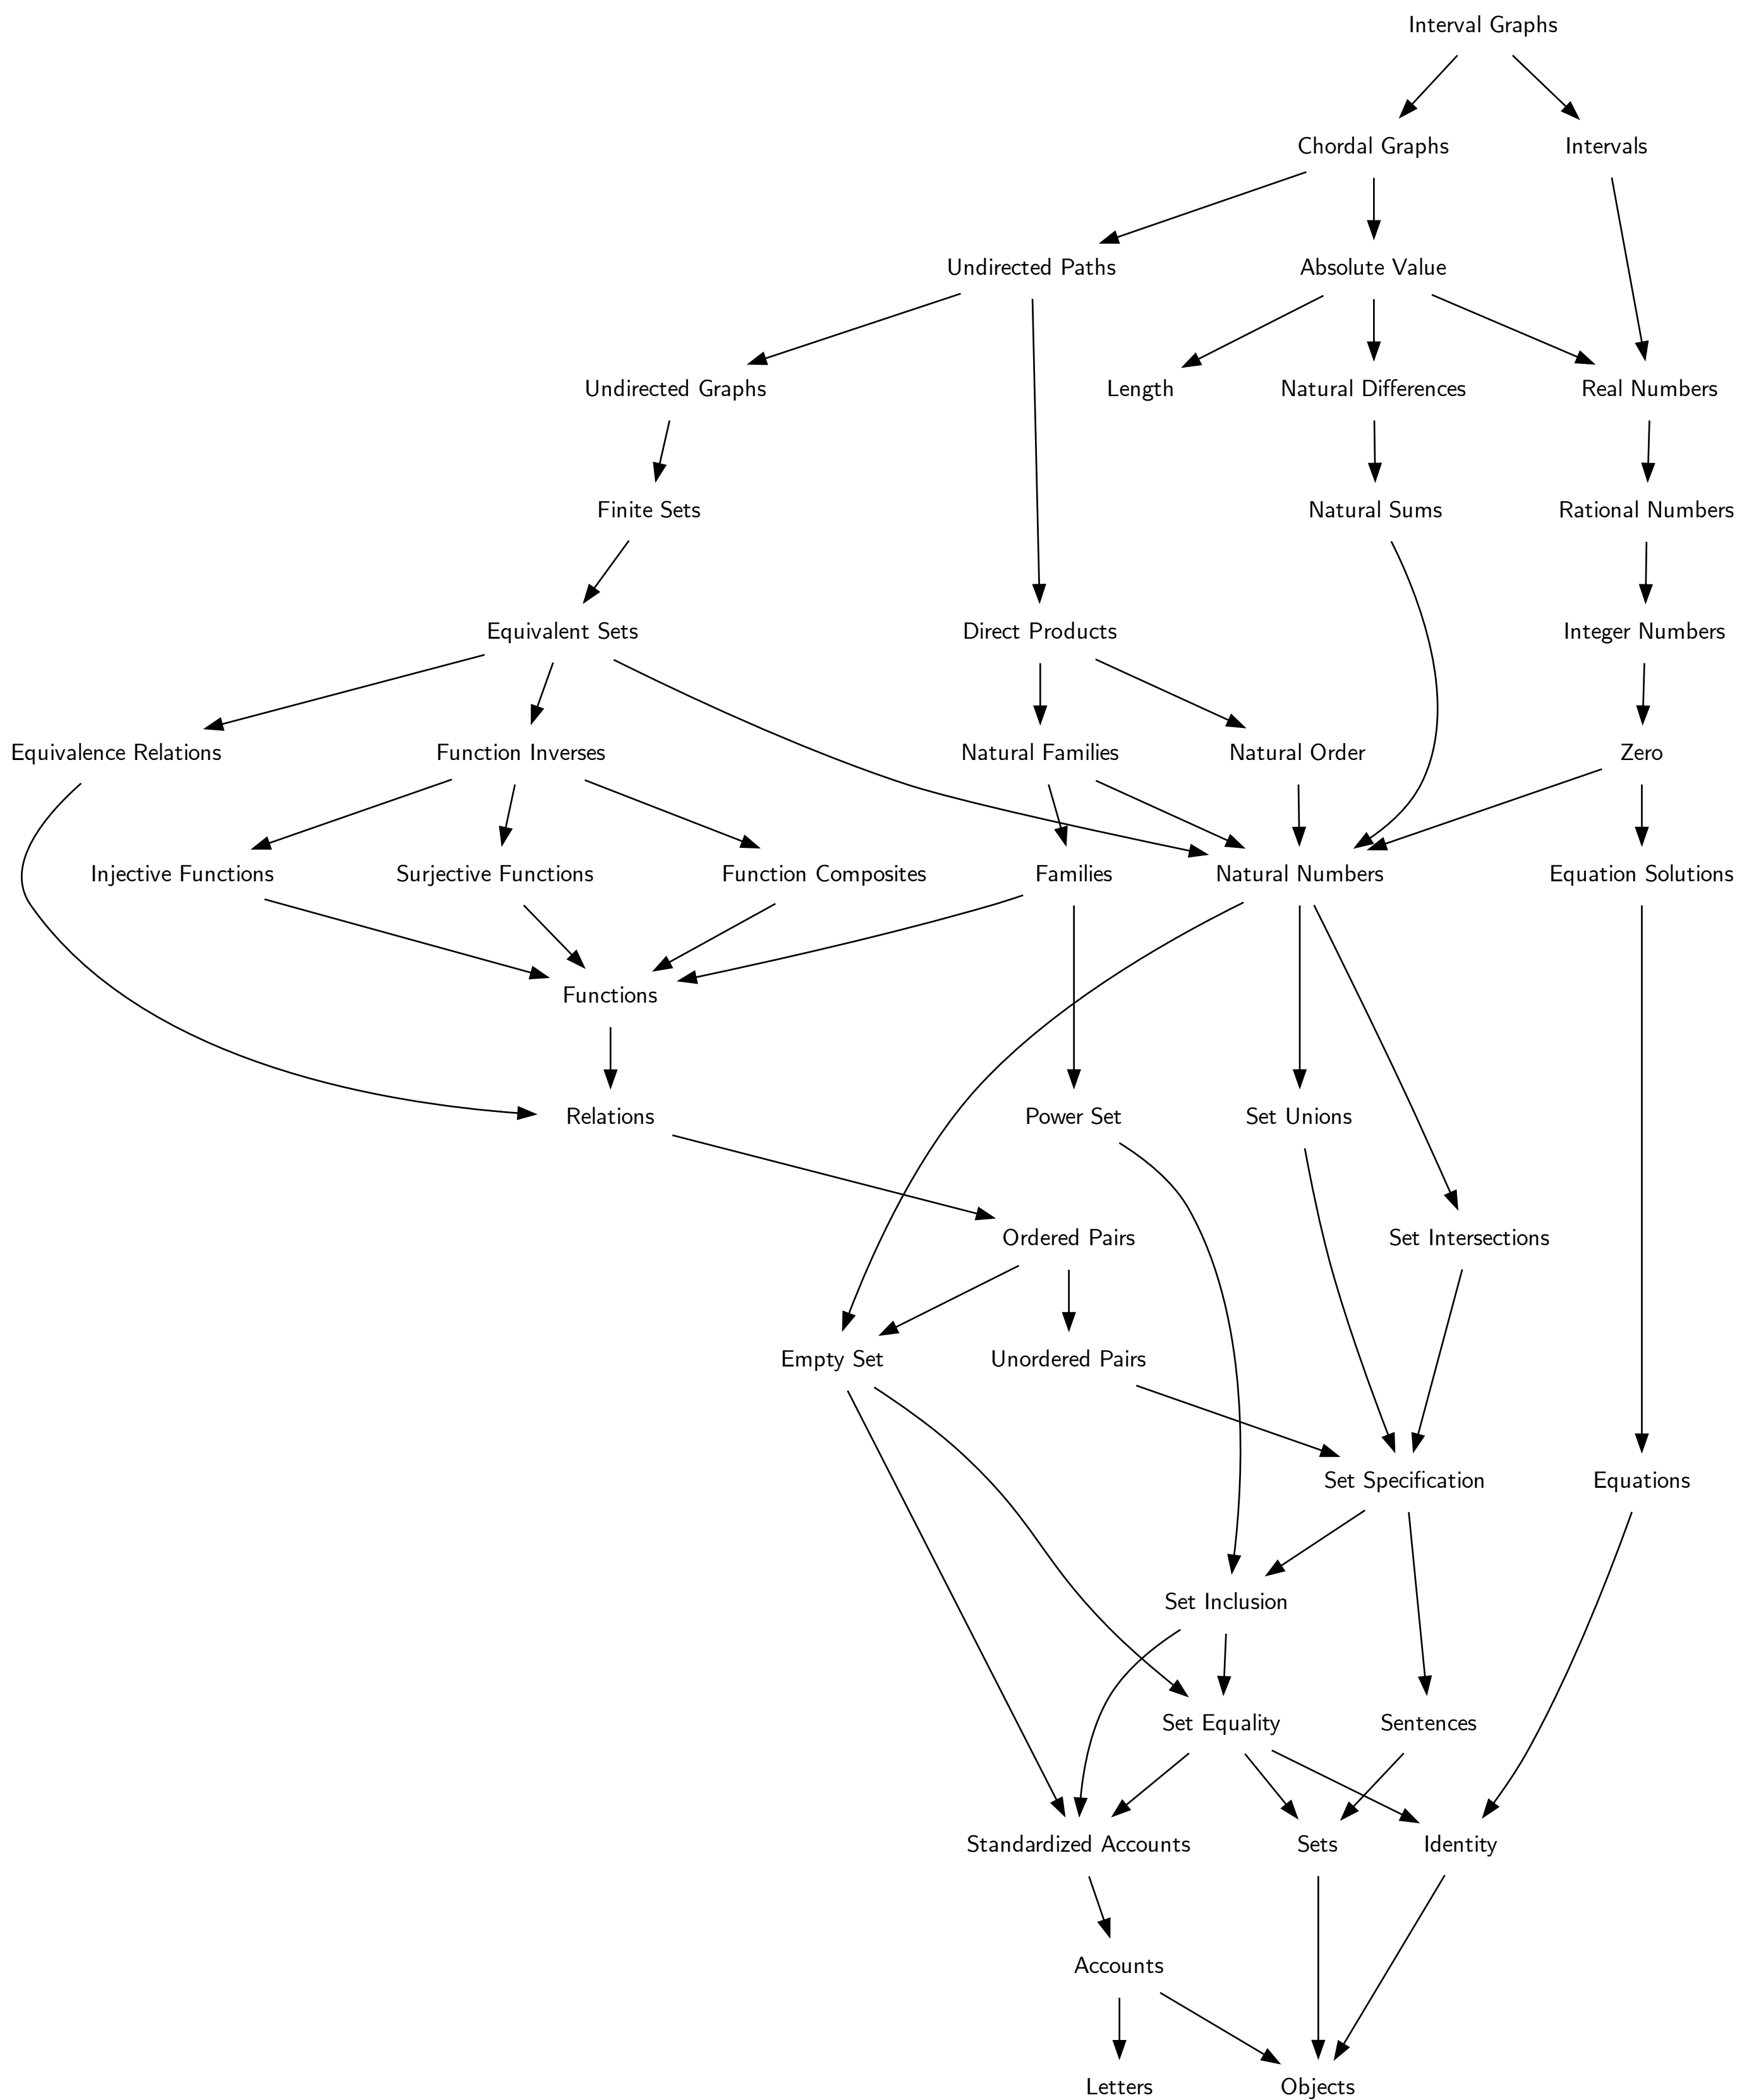 Interval Graphs
Chordal Graphs
Intervals
Undirected Paths
Absolute Value
Undirected Graphs
Length
Natural Differences
Real Numbers
Finite Sets
Natural Sums
Rational Numbers
Equivalent Sets
Direct Products
Integer Numbers
Equivalence Relations
Function Inverses
Natural Families
Natural Order
Zero
Injective Functions
Surjective Functions
Function Composites
Families
Natural Numbers
Equation Solutions
Functions
Relations
Power Set
Set Unions
Ordered Pairs
Set Intersections
Empty Set
Unordered Pairs
Set Specification
Equations
Set Inclusion
Set Equality
Sentences
Standardized Accounts
Sets
Identity
Accounts
Letters
Objects